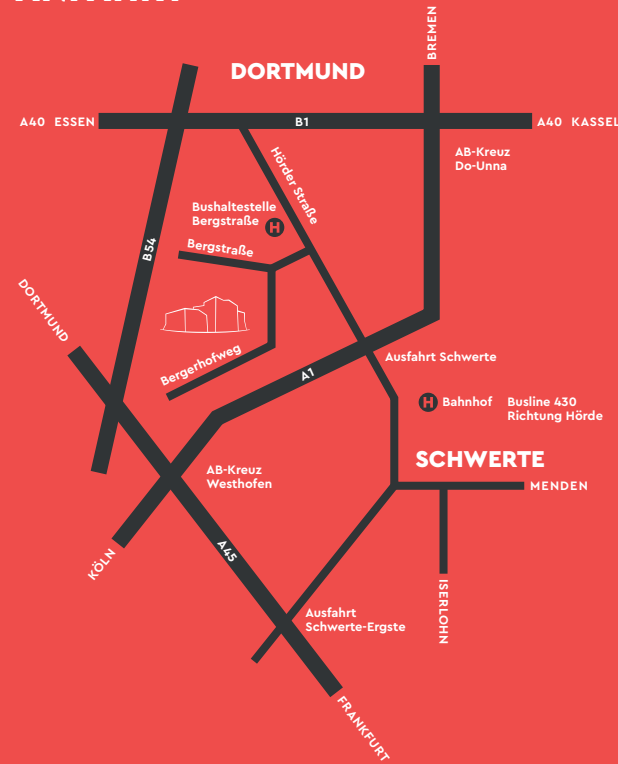 BREMEN
DORTMUND
A40 ESSEN
B1
A40 KASSEL
AB-Kreuz
Do-Unna
Hörder Straße
Bushaltestelle
Bergstraße
H
Bergstraße
B54
DORTMUND
Bergerhofweg
A1
Ausfahrt Schwerte
H Bahnhof
Busline 430
Richtung Hörde
SCHWERTE
AB-Kreuz
Westhofen
MENDEN
KÖLN
A45
ISERLOHN
Ausfahrt
Schwerte-Ergste
FRANKFURT